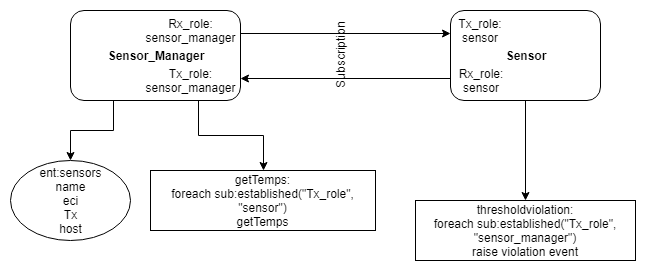 Rx_role:
sensor_manager
Sensor_Manager
Tx_role:
sensor_manager
Subscription
Tx_role:
sensor
Sensor
Rx_role:
sensor
ent:sensors
name
eci
Tx
host
getTemps:
foreach sub:established("Tx_role",
"sensor")
getTemps
thresholdviolation:
foreach sub:established("Tx_role",
"sensor_manager")
raise violation event